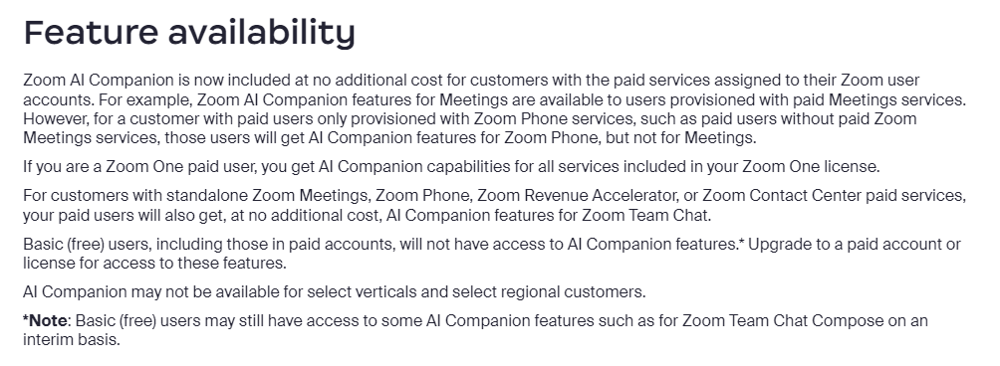 Feature availability
Zoom AI Companion is now included at no additional cost for customers with the paid services assigned to their Zoom user
accounts. For example, Zoom AI Companion features for Meetings are available to users provisioned with paid Meetings services.
However, for a customer with paid users only provisioned with Zoom Phone services, such as paid users without paid Zoom
Meetings services, those users will get AI Companion features for Zoom Phone, but not for Meetings.
If you are a Zoom One paid user, you get AI Companion capabilities for all services included in your Zoom One license.
For customers with standalone Zoom Meetings, Zoom Phone, Zoom Revenue Accelerator, or Zoom Contact Center paid services,
your paid users will also get, at no additional cost, AI Companion features for Zoom Team Chat.
Basic (free) users, including those in paid accounts, will not have access to AI Companion features.* Upgrade to a paid account or
license for access to these features.
AI Companion may not be available for select verticals and select regional customers.
*Note: Basic (free) users may still have access to some AI Companion features such as for Zoom Team Chat Compose on an
interim basis.